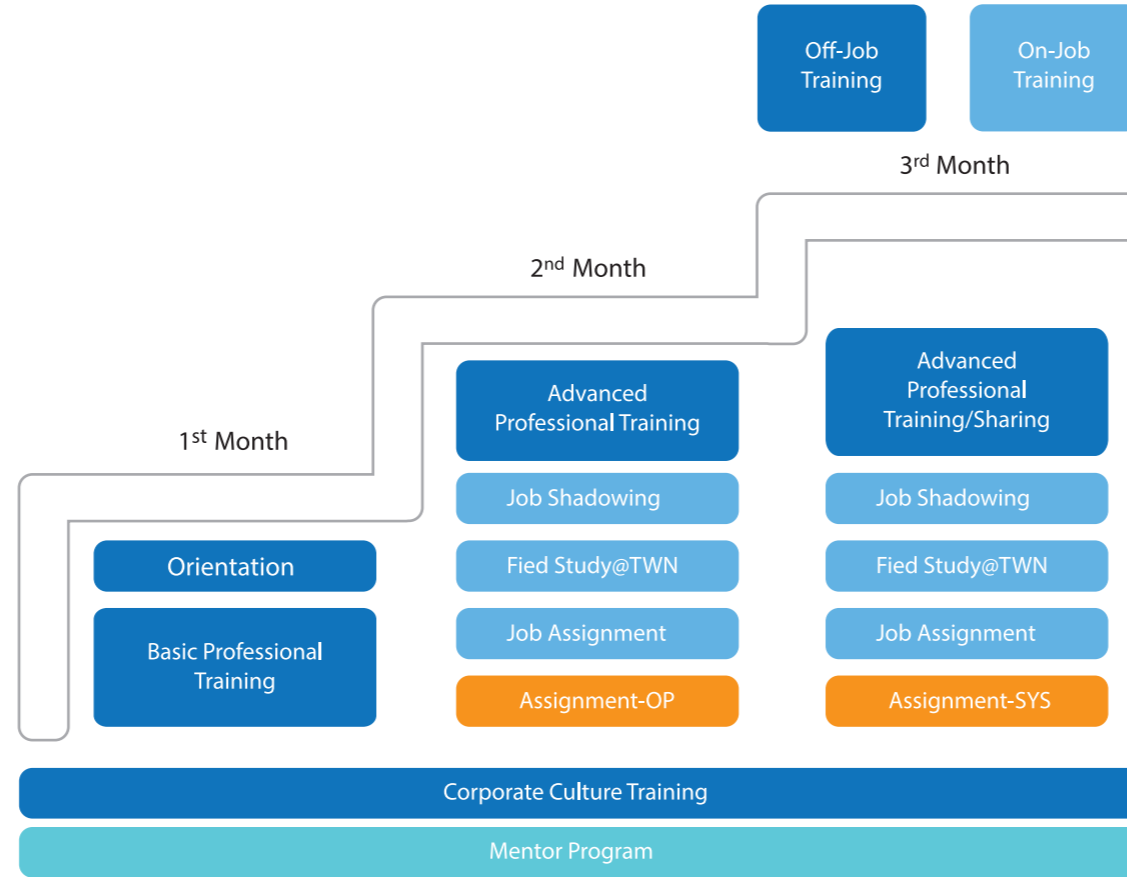 Off-Job
Training
On-Job
Training
3rd Month
2nd Month
1st Month
Orientation
Basic Professional
Training
Advanced
Professional Training
Job Shadowing
Fied Study@TWN
Job Assignment
Assignment-OP
Advanced
Professional
Training/Sharing
Job Shadowing
Fied Study@TWN
Job Assignment
Assignment-SYS
Corporate Culture Training
Mentor Program